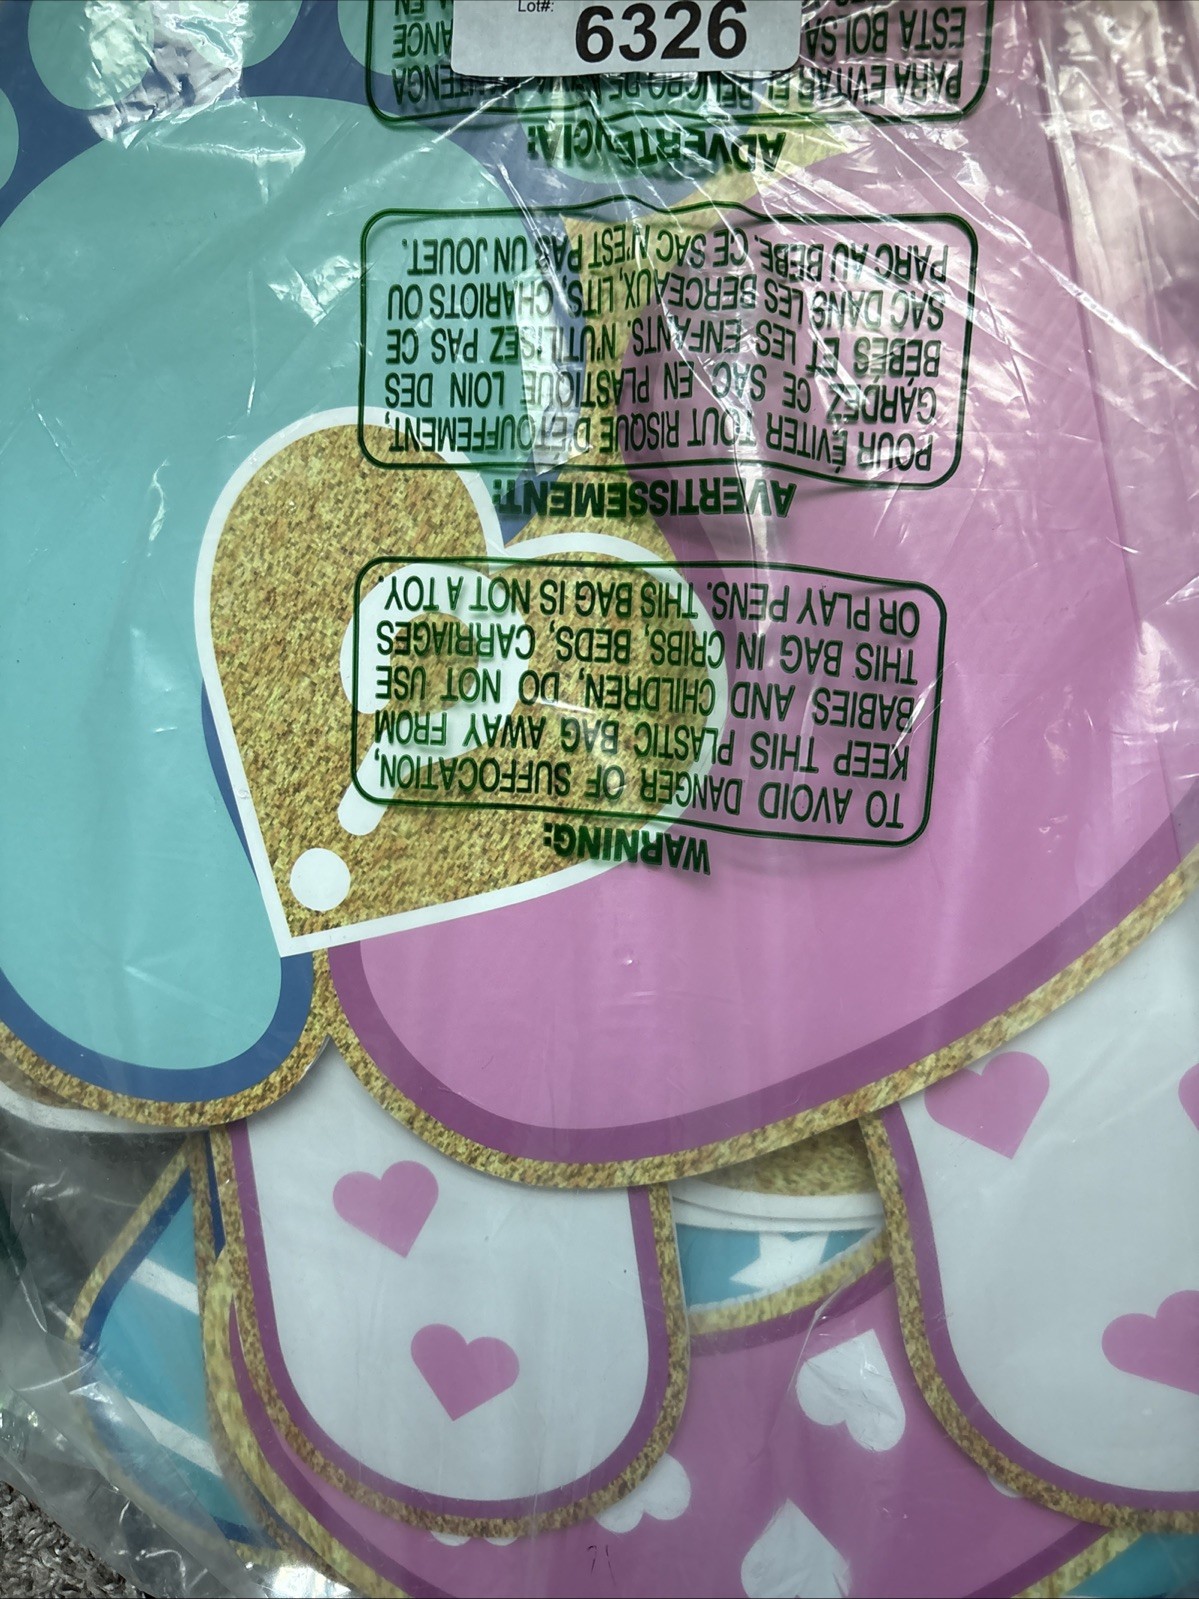 Lot#:
6326
WARNING:
TO AVOID DANGER OF SUFFOCATION,
KEEP THIS PLASTIC BAG AWAY FROM
BABIES AND CHILDREN, DO NOT USE
THIS BAG IN CRIBS, BEDS, CARRIAGES
OR PLAY PENS. THIS BAG IS NOT A TOY.
AVERTISSEMENT:
POUR ÉVITER TOUT RISQUE D'ÉTOUFFEMENT,
GARDEZ CE SAC EN PLASTIQUE LOIN DES
BÉBÉS ET LES ENFANTS. N'UTILISEZ PAS CE
SAC DANS LES BERCEAUX, LITS, CHARIOTS OU
PARC AU BÉBÉ. CE SAC N'EST PAS UN JOUET.
ADVERTENCIA:
PARA EVITAR EL PELIGRO DE
ESTA BOLSA
?